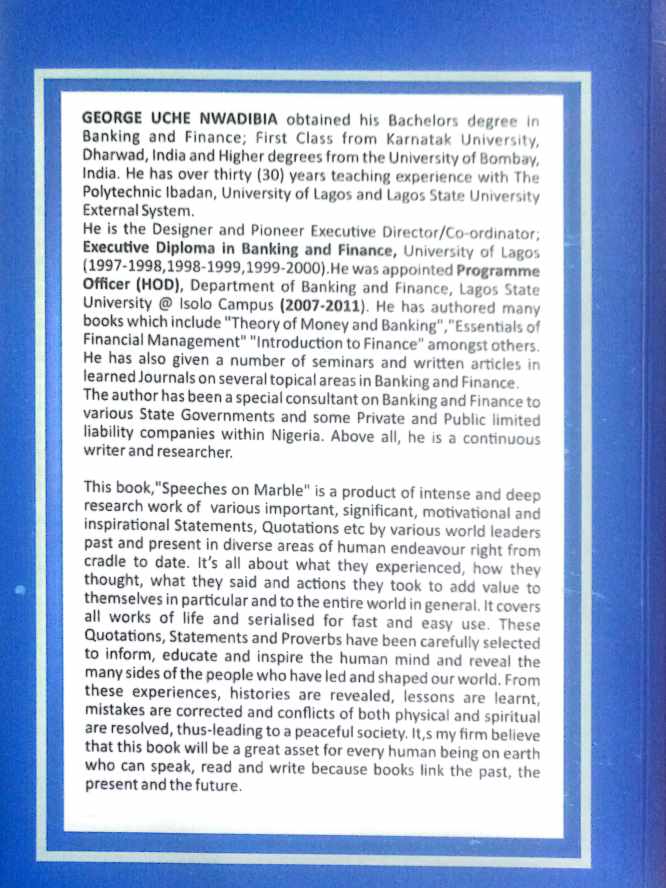 GEORGE UCHE NWADIBIA obtained his Bachelors degree in
Banking and Finance; First Class from Karnatak University,
Dharwad, India and Higher degrees from the University of Bombay,
India. He has over thirty (30) years teaching experience with The
Polytechnic Ibadan, University of Lagos and Lagos State University
External System.
He is the Designer and Pioneer Executive Director/Co-ordinator;
Executive Diploma in Banking and Finance, University of Lagos
(1997-1998,1998-1999,1999-2000).He was appointed Programme
Officer (HOD), Department of Banking and Finance, Lagos State
University @ Isolo Campus (2007-2011). He has authored many
books which include "Theory of Money and Banking","Essentials of
Financial Management" "Introduction to Finance" amongst others.
He has also given a number of seminars and written articles in
learned Journals on several topical areas in Banking and Finance.
The author has been a special consultant on Banking and Finance to
various State Governments and some Private and Public limited
liability companies within Nigeria. Above all, he is a continuous
writer and researcher.
This book,"Speeches on Marble" is a product of intense and deep
research work of various important, significant, motivational and
inspirational Statements, Quotations etc by various world leaders
past and present in diverse areas of human endeavour right from
cradle to date. It's all about what they experienced, how they
thought, what they said and actions they took to add value to
themselves in particular and to the entire world in general. It covers
all works of life and serialised for fast and easy use. These
Quotations, Statements and Proverbs have been carefully selected
to inform, educate and inspire the human mind and reveal the
many sides of the people who have led and shaped our world. From
these experiences, histories are revealed, lessons are learnt,
mistakes are corrected and conflicts of both physical and spiritual
are resolved, thus-leading to a peaceful society. It,s my firm believe
that this book will be a great asset for every human being on earth
who can speak, read and write because books link the past, the
present and the future.